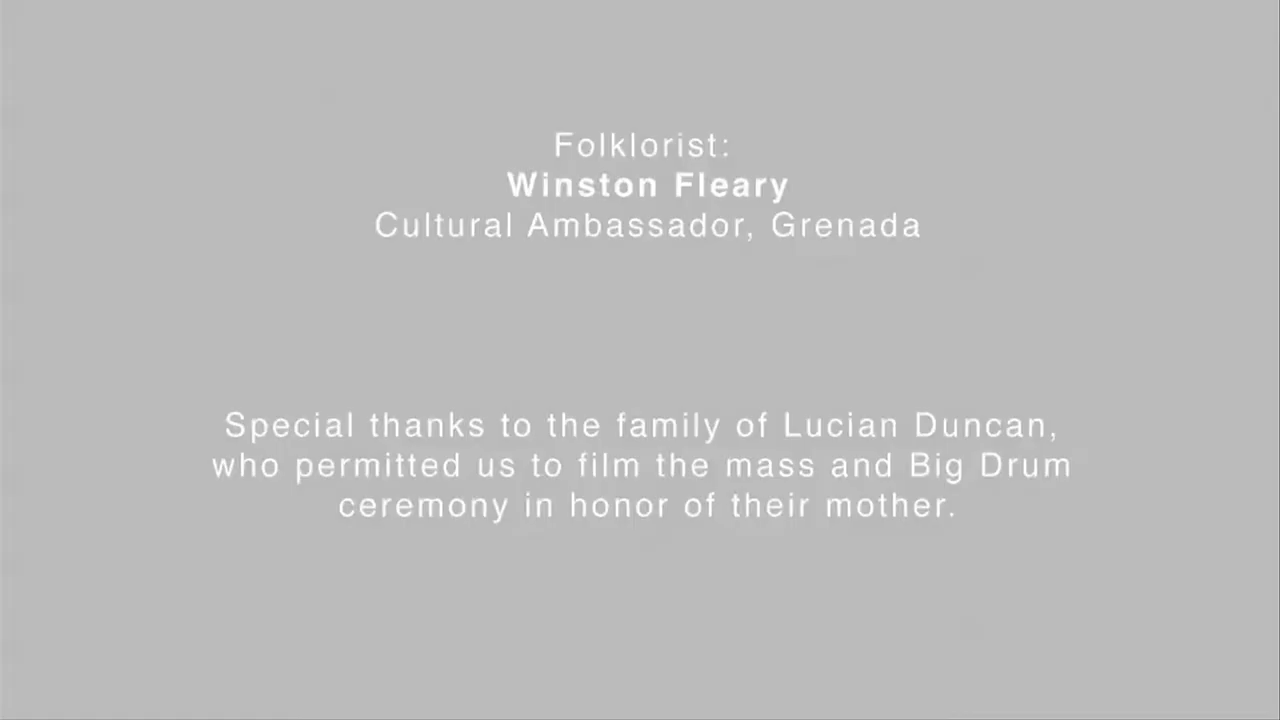 Folklorist:
Winston Fleary
Cultural Ambassador, Grenada
Special thanks to the family of Lucian Duncan,
who permitted us to film the mass and Big Drum
ceremony in honor of their mother.